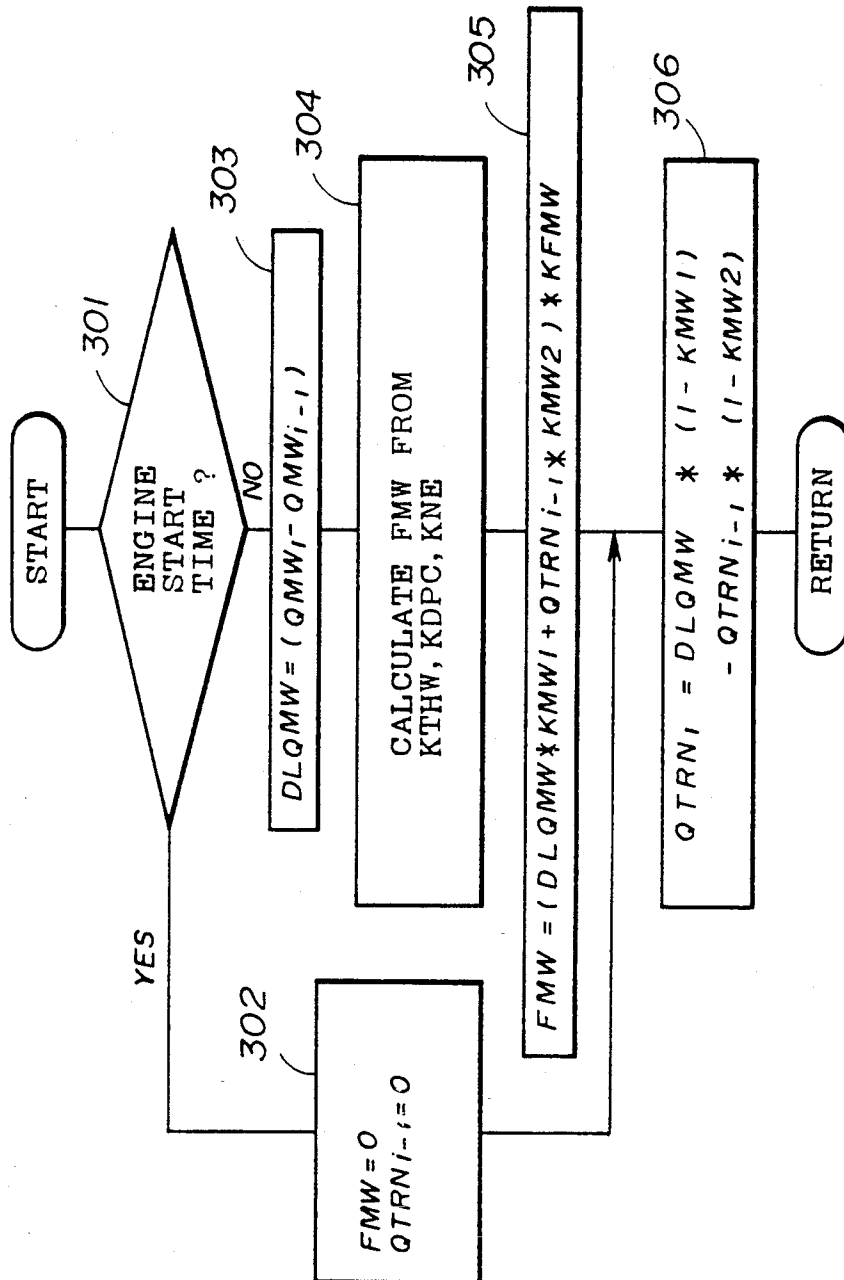 START
301
ENGINE
START
TIME ?
YES
NO
302
FMW=0
QTRNi-1=0
303
DLQMW=(QMWI-QMWi-1)
304
CALCULATE FMW FROM
KTHW, KDPC, KNE
305
FMW=(DLQMW*KMW1+QTRNi-1*KMW2)*KFMW
306
QTRNI =DLQMW * (1-KMW1)
-QTRNi-1* (1-KMW2)
RETURN